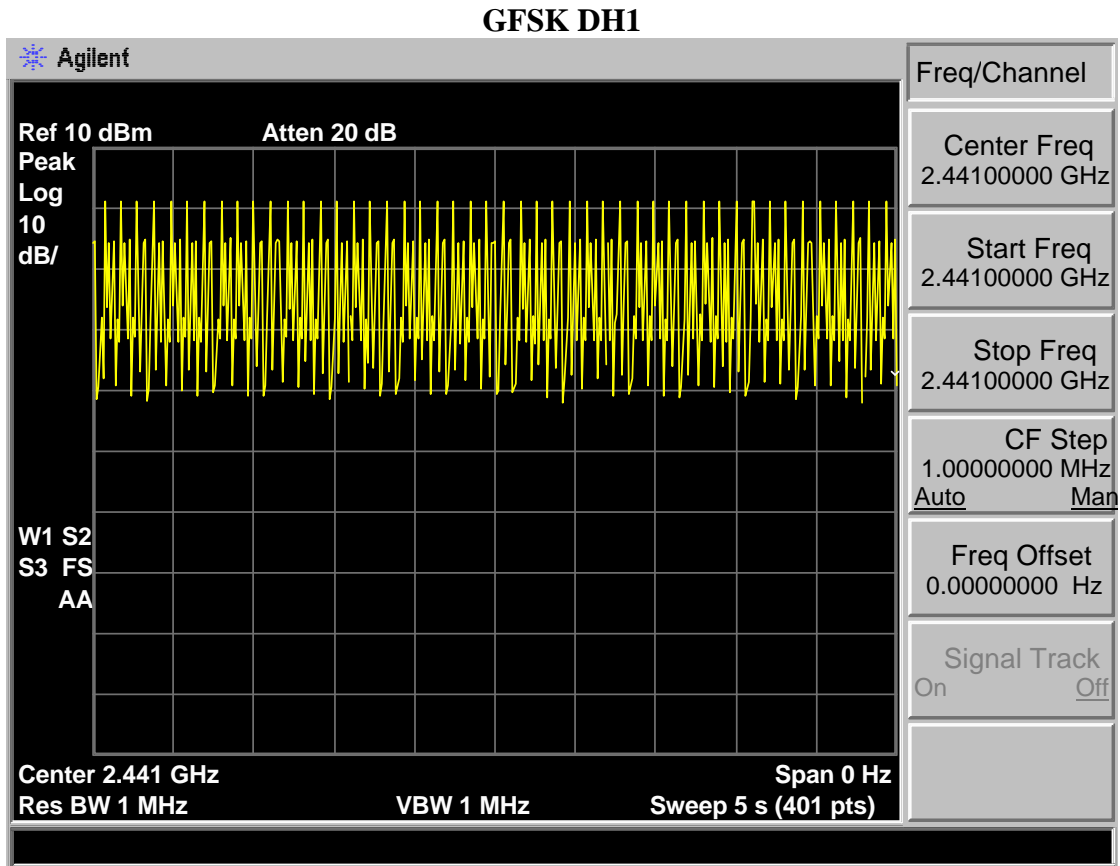 GFSK DH1
Agilent
Ref 10 dBm Atten 20 dB
Peak
Log
10
dB/
W1 S2
S3 FS
AA
Center 2.441 GHz Span 0 Hz
Res BW 1 MHz VBW 1 MHz Sweep 5 s (401 pts)
Freq/Channel
Center Freq
2.44100000 GHz
Start Freq
2.44100000 GHz
Stop Freq
2.44100000 GHz
CF Step
1.00000000 MHz
Auto Man
Freq Offset
0.00000000 Hz
Signal Track
On Off